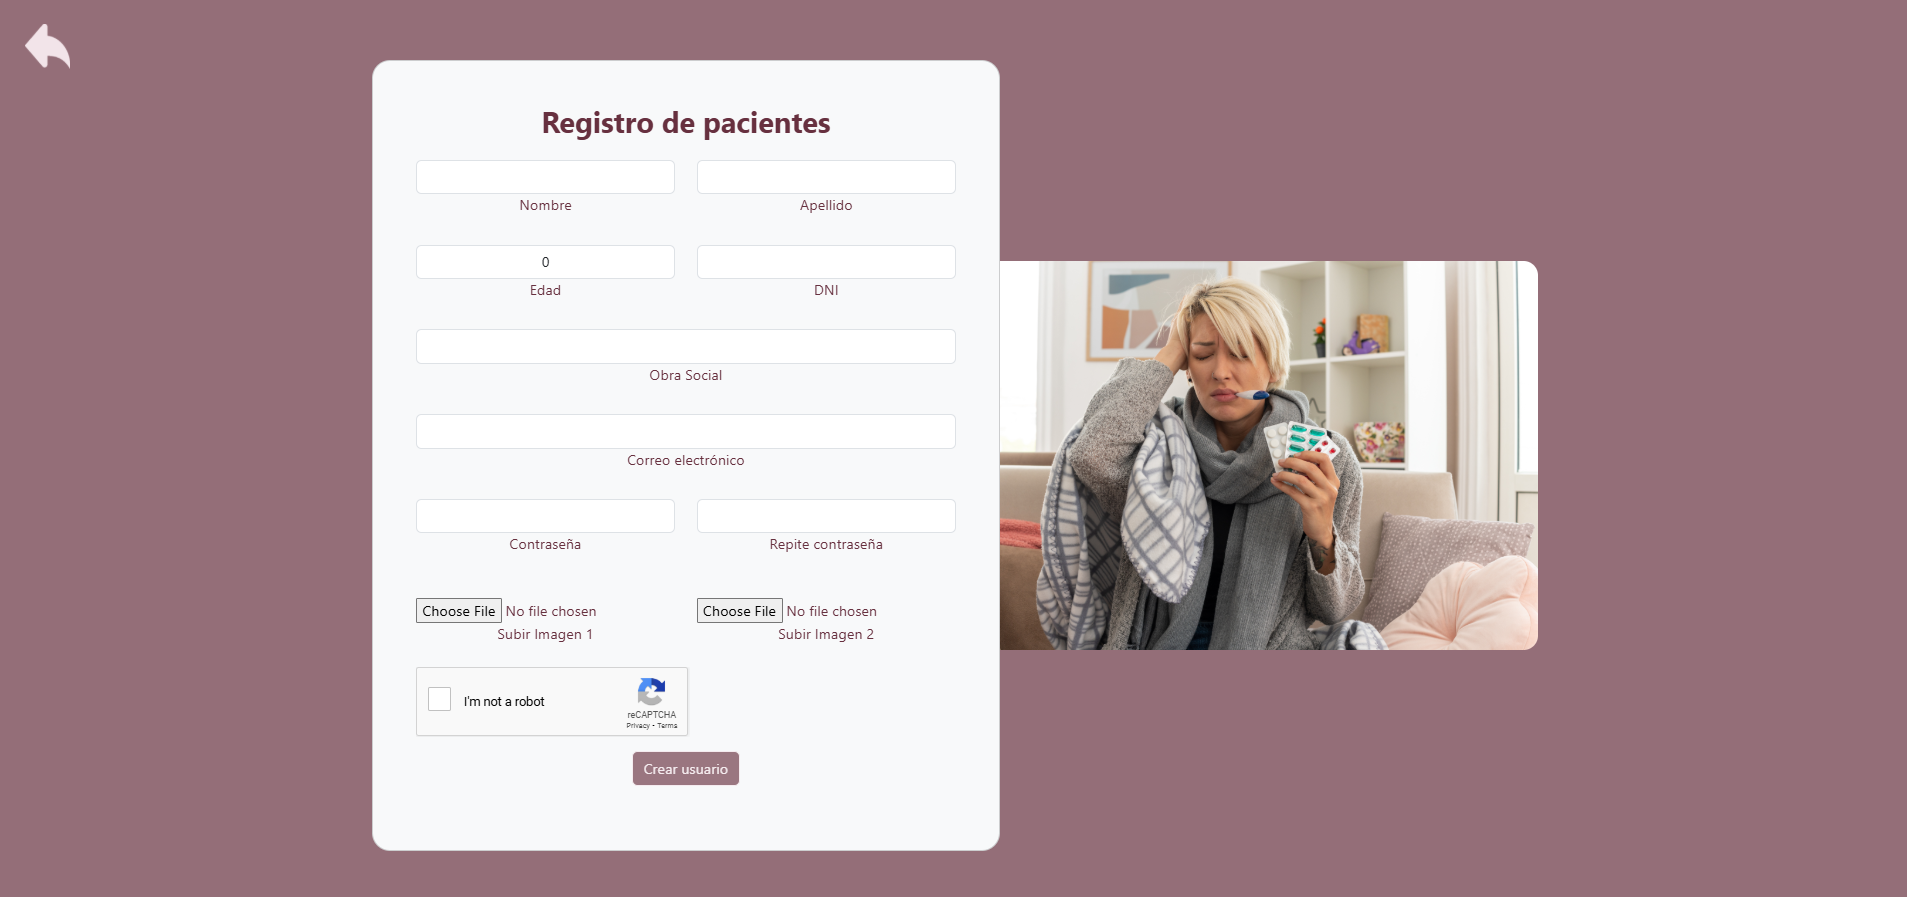 Registro de pacientes
Nombre
Apellido
0
Edad
DNI
Obra Social
Correo electrónico
Contraseña
Repite contraseña
Choose File No file chosen
Subir Imagen 1
Choose File No file chosen
Subir Imagen 2
I'm not a robot
reCAPTCHA
Privacy - Terms
Crear usuario